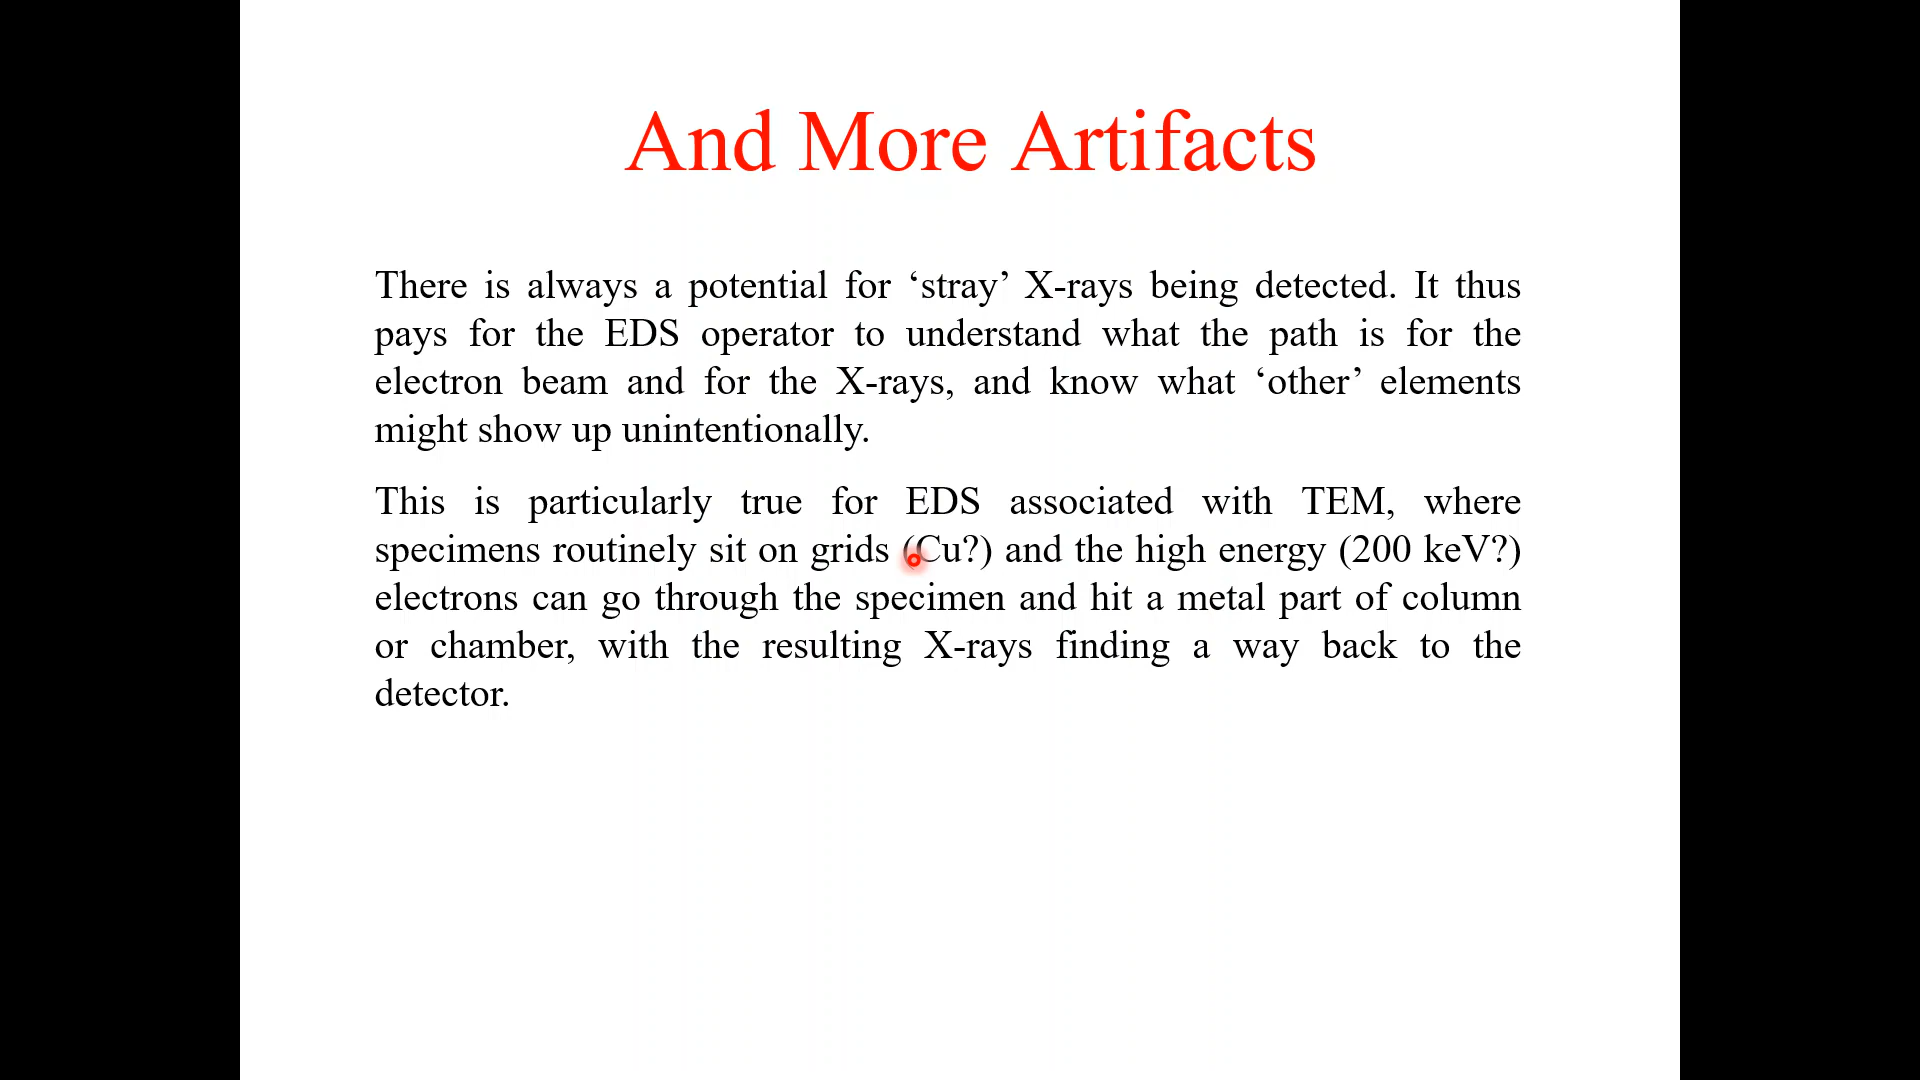 And More Artifacts
There is always a potential for ‘stray’ X-rays being detected. It thus
pays for the EDS operator to understand what the path is for the
electron beam and for the X-rays, and know what ‘other’ elements
might show up unintentionally.
This is particularly true for EDS associated with TEM, where
specimens routinely sit on grids (Cu?) and the high energy (200 keV?)
electrons can go through the specimen and hit a metal part of column
or chamber, with the resulting X-rays finding a way back to the
detector.